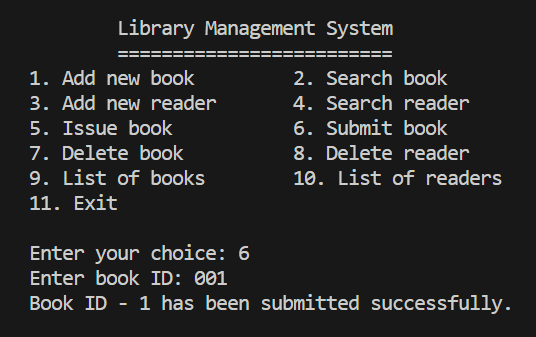 Library Management System
=========================
1. Add new book 2. Search book
3. Add new reader 4. Search reader
5. Issue book 6. Submit book
7. Delete book 8. Delete reader
9. List of books 10. List of readers
11. Exit
Enter your choice: 6
Enter book ID: 001
Book ID - 1 has been submitted successfully.